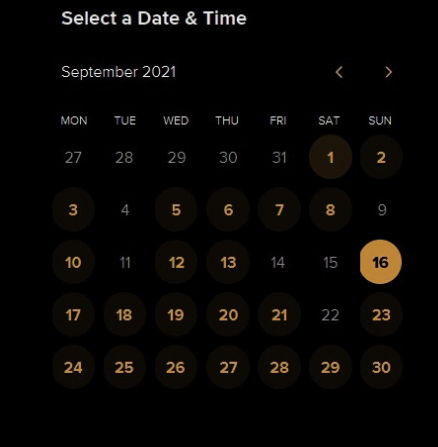 Select a Date & Time
September 2021
MON TUE WED THU FRI SAT SUN
27 28 29 30 31 1 2
3 4 5 6 7 8 9
10 11 12 13 14 15 16
17 18 19 20 21 22 23
24 25 26 27 28 29 30